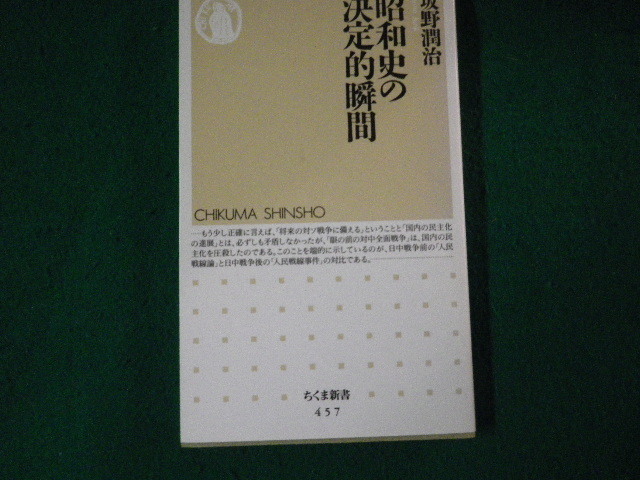 坂野潤治
昭和史の
決定的瞬間
CHIKUMA SHINSHO
―もう少し正確に言えば、「将来の対ソ戦争に備える」ということと「国内の民主化
の進展」とは、必ずしも矛盾しなかったが、「眼の前の対中全面戦争」は、国内の民
主化を圧殺したのである。このことを端的に示しているのが、日中戦争前の「人民
戦線論」と日中戦争後の「人民戦線事件」の対比である。
ちくま新書
457